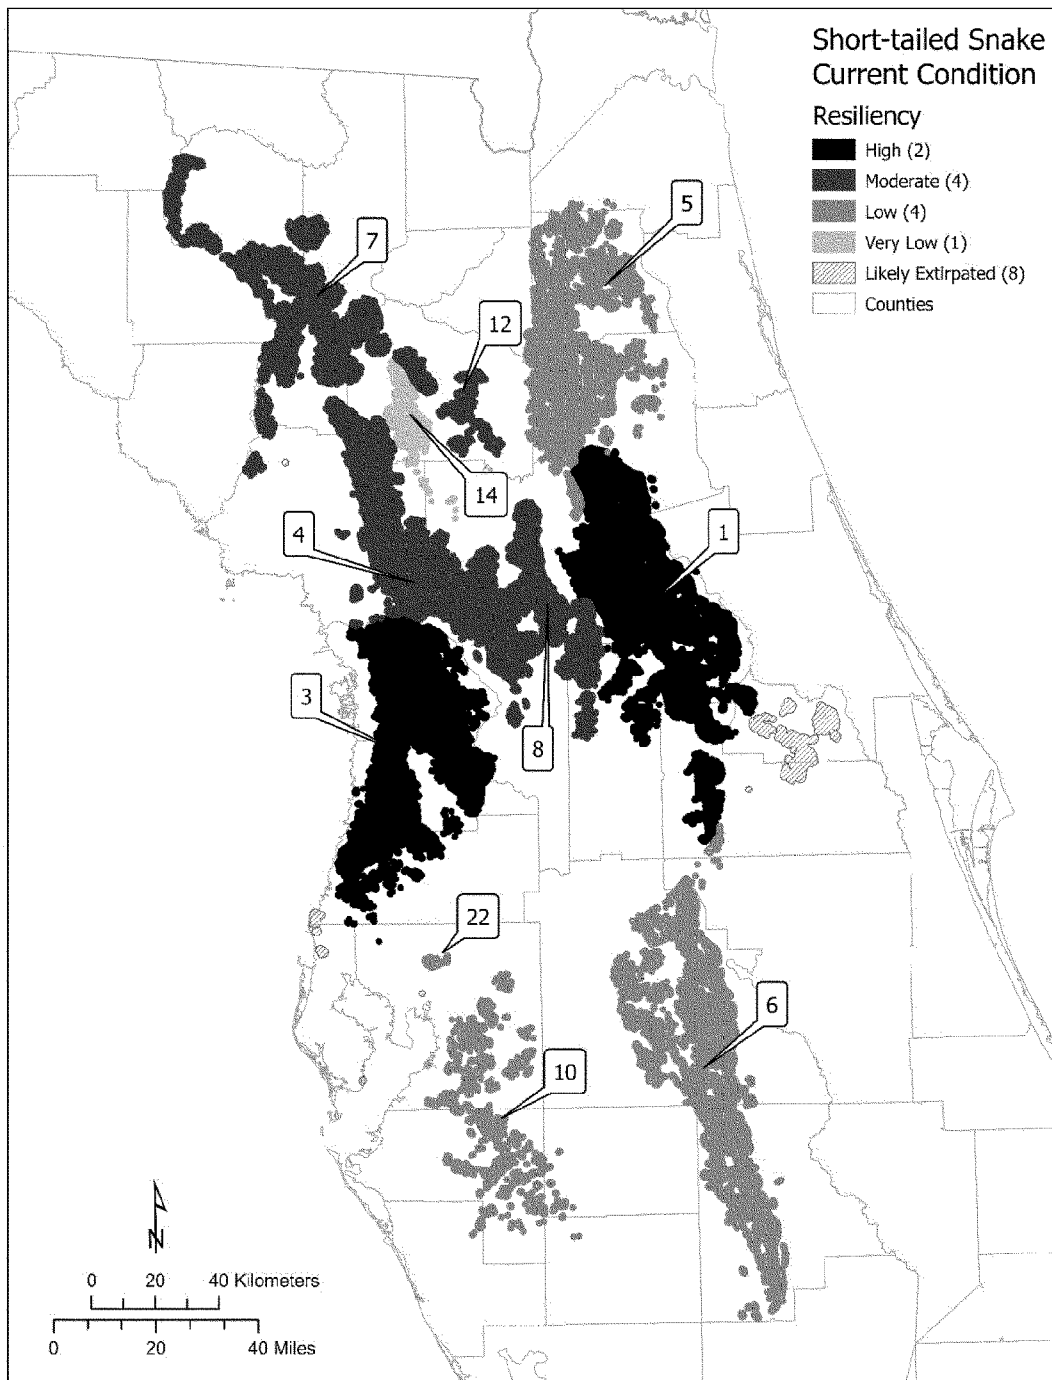 Short-tailed Snake
Current Condition
Resiliency
High (2)
Moderate (4)
Low (4)
Very Low (1)
Likely Extirpated (8)
Counties
5
7
12
14
4
1
3
8
22
6
10
N
0 20 40 Kilometers
0 20 40 Miles